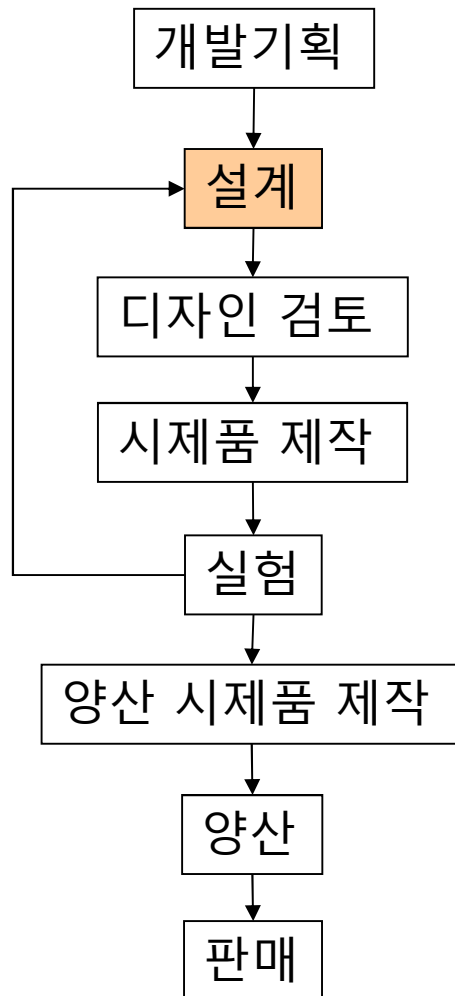 개발기획
설계
디자인 검토
시제품 제작
실험
양산 시제품 제작
양산
판매